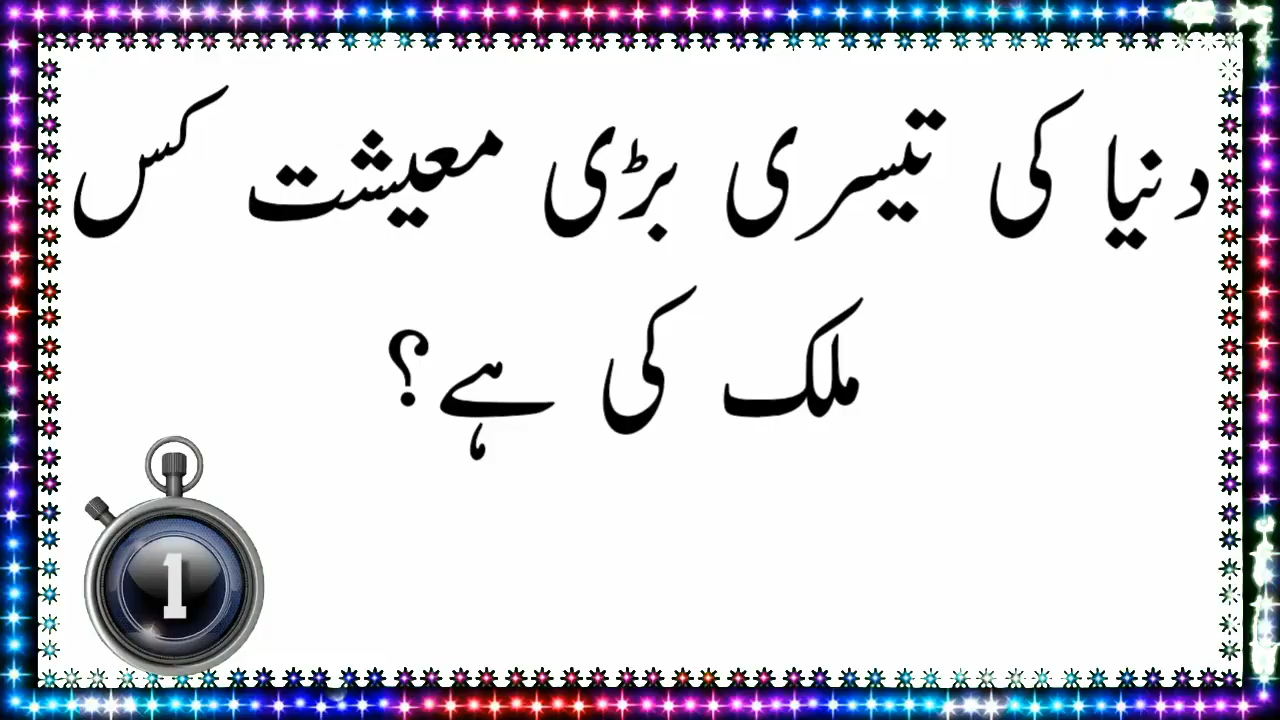 دنیا کی تیسری بڑی معیشت کس
ملک کی ہے؟
1